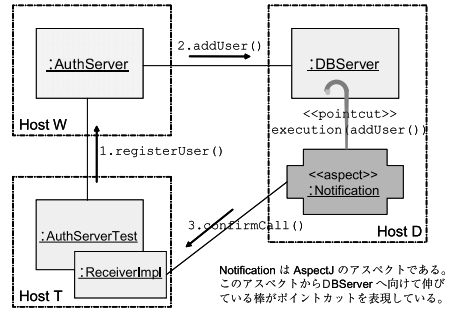 2.addUser()
:AuthServer
:DBServer
<<pointcut>>
execution(addUser())
Host W
1.registerUser()
<<aspect>>
:Notification
3.confirmCall()
Host D
:AuthServerTest
:ReceiverImpl
Host T
Notification は AspectJ のアスペクトである。
このアスペクトからDBServer へ向けて伸び
ている棒がポイントカットを表現している。